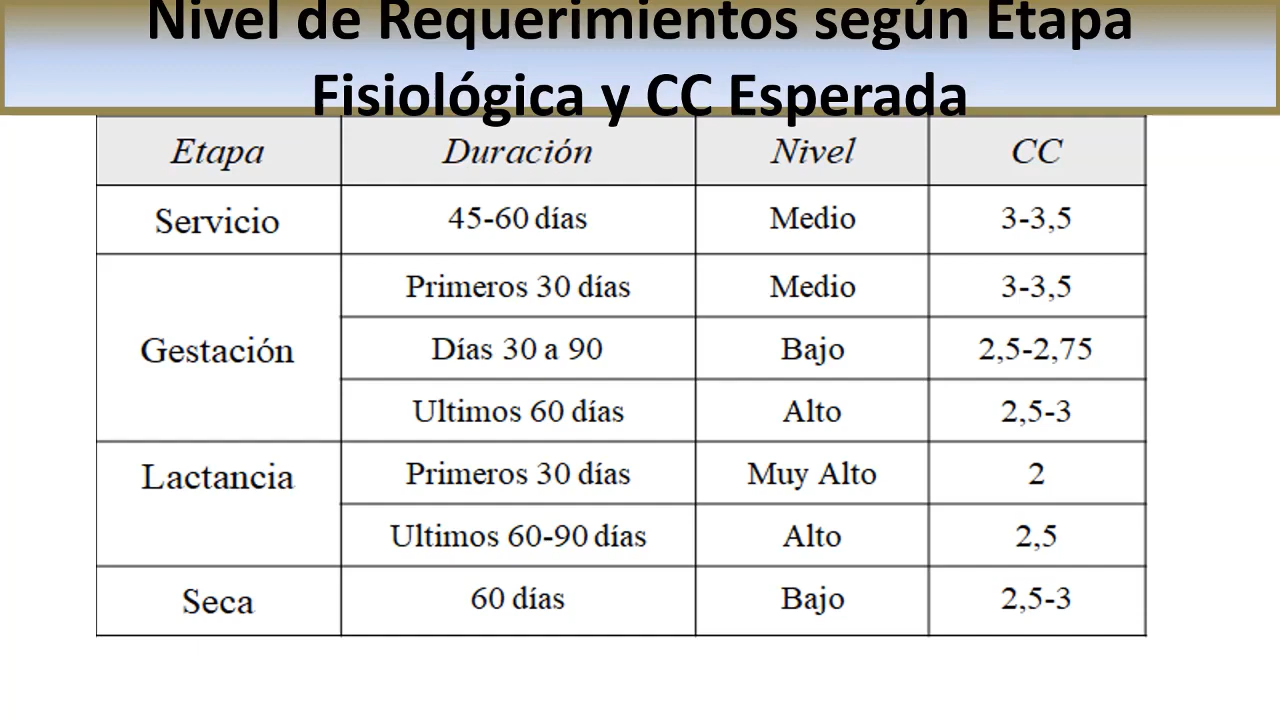 Nivel de Requerimientos según Etapa
Fisiológica y CC Esperada
Etapa Duración Nivel CC
Servicio 45-60 días Medio 3-3,5
Primeros 30 días Medio 3-3,5
Gestación Días 30 a 90 Bajo 2,5-2,75
Ultimos 60 días Alto 2,5-3
Lactancia Primeros 30 días Muy Alto 2
Ultimos 60-90 días Alto 2,5
Seca 60 días Bajo 2,5-3